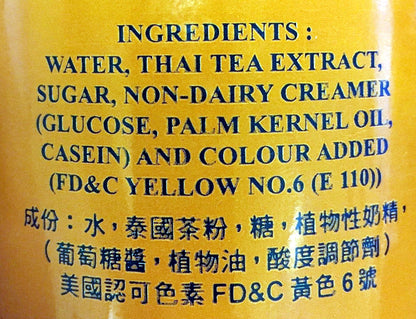 INGREDIENTS :
WATER, THAI TEA EXTRACT,
SUGAR, NON-DAIRY CREAMER
(GLUCOSE, PALM KERNEL OIL,
CASEIN) AND COLOUR ADDED
(FD&C YELLOW NO.6 (E 110))
成份：水，泰國茶粉，糖，植物性奶精，
（葡萄糖醬，植物油，酸度調節劑）
美國認可色素 FD&C 黃色 6 號